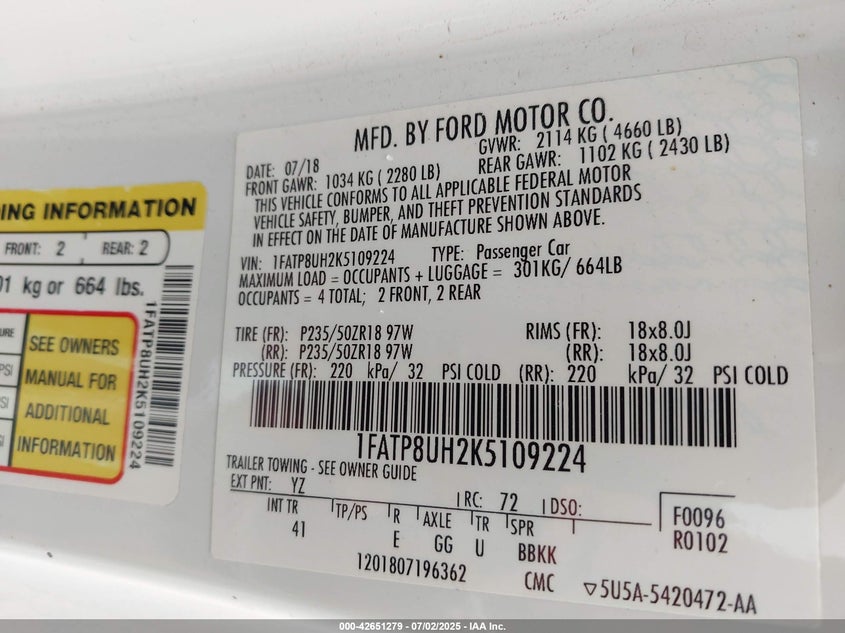 DING INFORMATION
FRONT: 2 REAR: 2
01 kg or 664 lbs.
SEE OWNERS
MANUAL FOR
ADDITIONAL
INFORMATION
1FATP8UH2K5109224
MFD. BY FORD MOTOR CO.
DATE: 07/18 GVWR: 2114 KG ( 4660 LB)
FRONT GAWR: 1034 KG ( 2280 LB) REAR GAWR: 1102 KG ( 2430 LB)
THIS VEHICLE CONFORMS TO ALL APPLICABLE FEDERAL MOTOR
VEHICLE SAFETY, BUMPER, AND THEFT PREVENTION STANDARDS
IN EFFECT ON THE DATE OF MANUFACTURE SHOWN ABOVE.
VIN: 1FATP8UH2K5109224 TYPE: Passenger Car
MAXIMUM LOAD = OCCUPANTS + LUGGAGE = 301KG/ 664LB
OCCUPANTS = 4 TOTAL; 2 FRONT, 2 REAR
TIRE (FR): P235/50ZR18 97W RIMS (FR): 18x8.0J
(RR): P235/50ZR18 97W (RR): 18x8.0J
PRESSURE (FR): 220 kPa/ 32 PSI COLD (RR): 220 kPa/ 32 PSI COLD
1FATP8UH2K5109224
TRAILER TOWING - SEE OWNER GUIDE
EXT PNT: YZ RC: 72 DSO:
INT TR TP/PS R AXLE TR SPR
41 E GG U BBKK
F0096
R0102
1201807196362 CMC 5U5A-5420472-AA
000-42651279 - 07/02/2025 - IAA Inc.